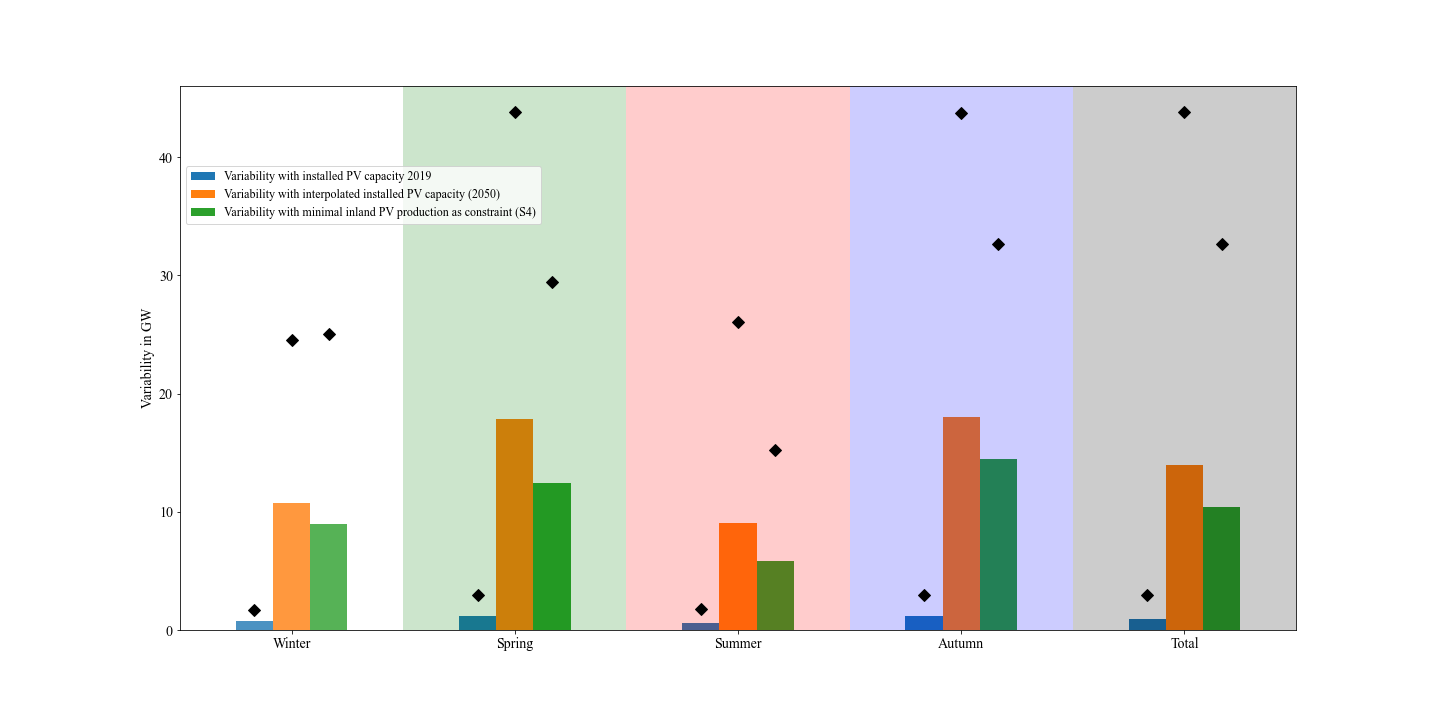 40
30
20
10
0
Variability in GW
Variability with installed PV capacity 2019
Variability with interpolated installed PV capacity (2050)
Variability with minimal inland PV production as constraint (S4)
Winter
Spring
Summer
Autumn
Total